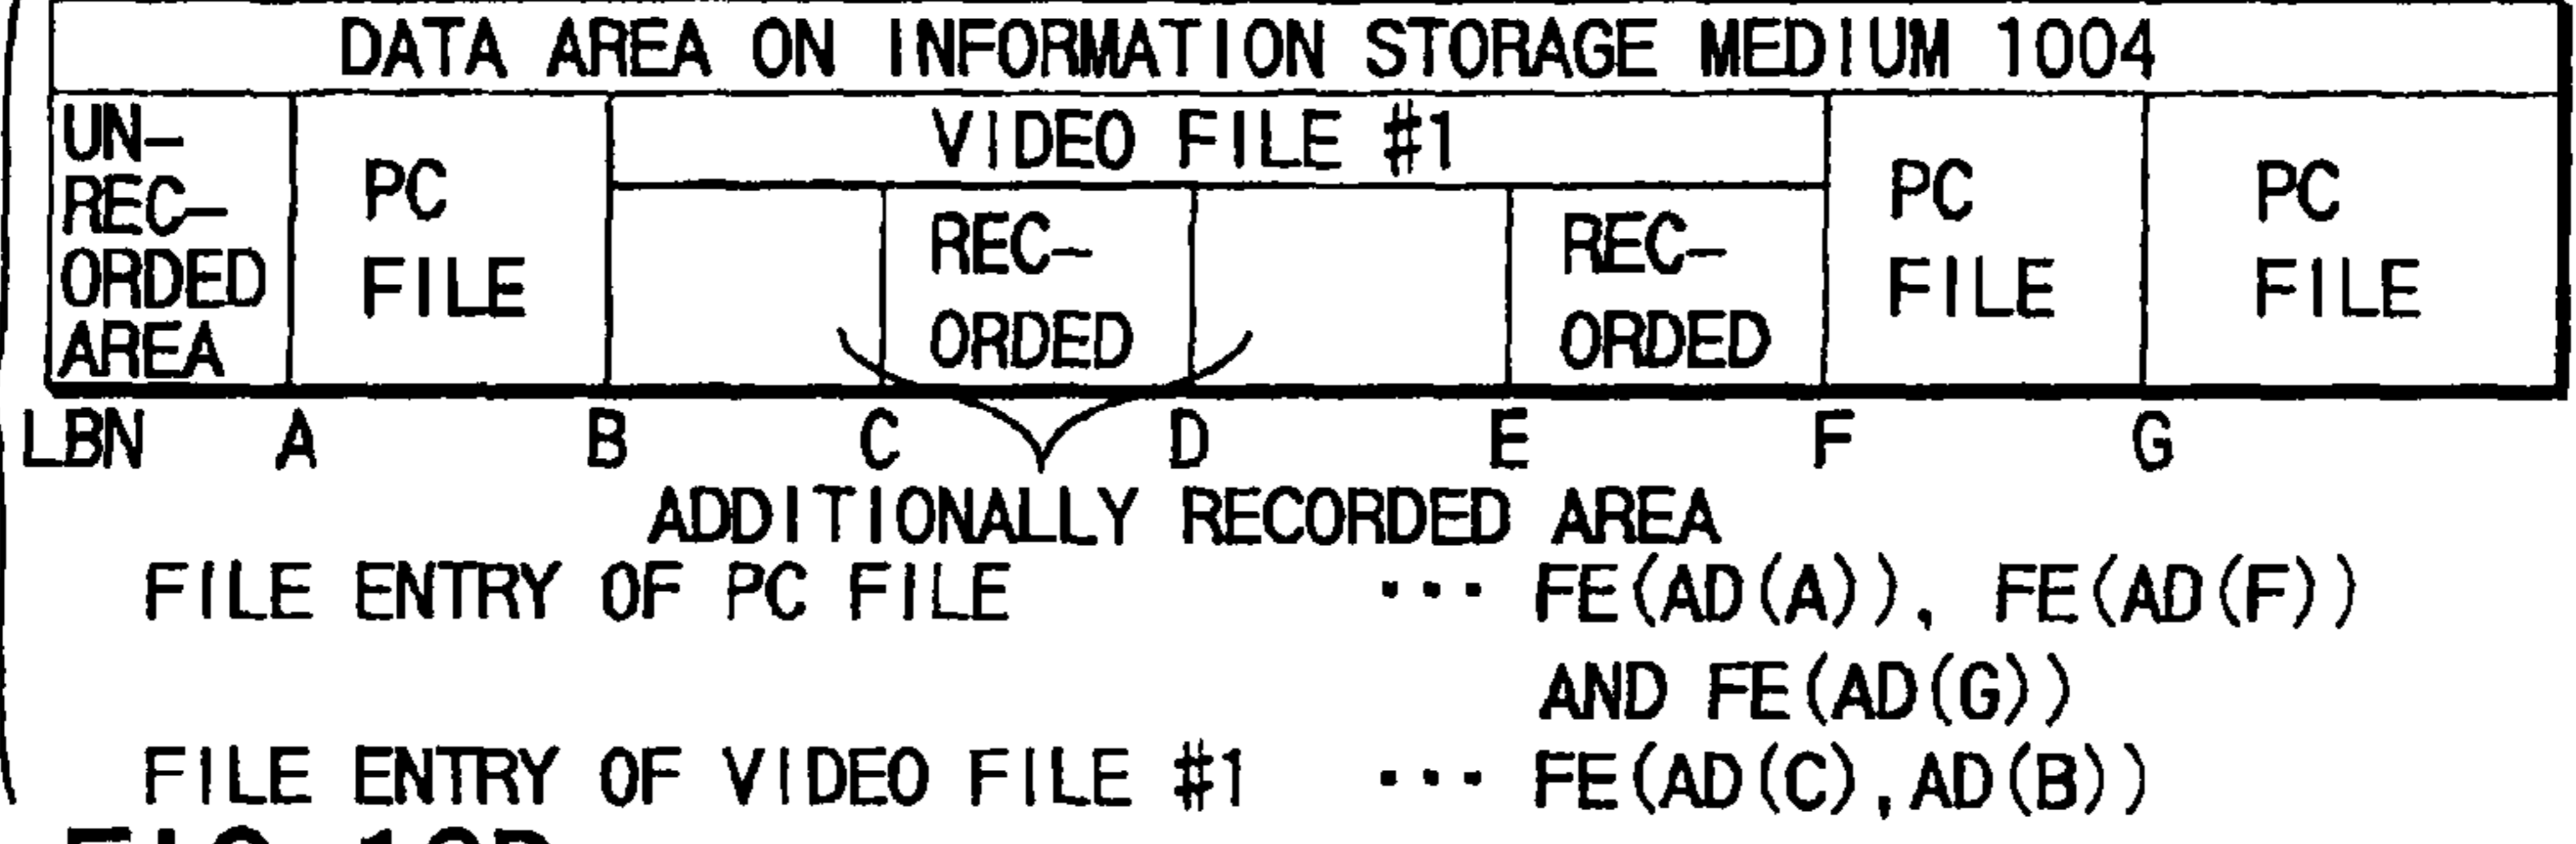 DATA AREA ON INFORMATION STORAGE MEDIUM 1004
UN-
REC-
ORDED
AREA
PC
FILE
VIDEO FILE #1
REC-
ORDED
REC-
ORDED
PC
FILE
PC
FILE
LBN A B C D E F G
ADDITIONALLY RECORDED AREA
FILE ENTRY OF PC FILE ··· FE(AD(A)), FE(AD(F))
AND FE(AD(G))
FILE ENTRY OF VIDEO FILE #1 ··· FE(AD(C),AD(B))